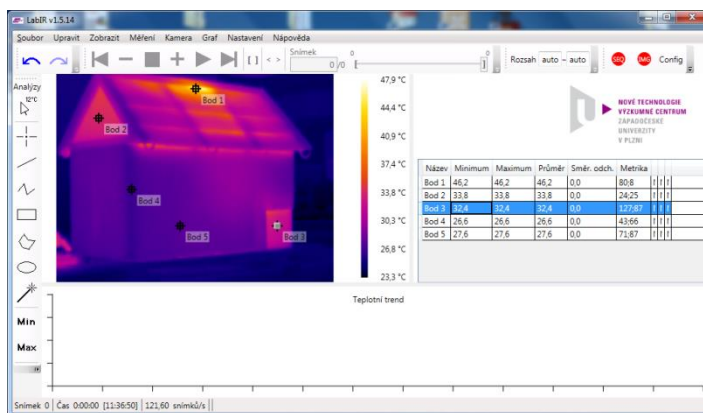 LabIR v1.5.14
Soubor Upravit Zobrazit Měření Kamera Graf Nastavení Nápověda
Snímek
0 /0
0
0
Rozsah auto – auto
SEQ
IMG
Config
Analýzy
12°C
Min
Max
Bod 1
Bod 2
Bod 4
Bod 5
Bod 3
47,9 °C
44,4 °C
40,9 °C
37,4 °C
33,8 °C
30,3 °C
26,8 °C
23,3 °C
NOVÉ TECHNOLOGIE
VÝZKUMNÉ CENTRUM
ZÁPADOČESKÉ
UNIVERZITY
V PLZNI
Název Minimum Maximum Průměr Směr. odch. Metrika
Bod 1 46,2 46,2 46,2 0,0 80;8
Bod 2 33,8 33,8 33,8 0,0 24;25
Bod 3 32,4 32,4 32,4 0,0 127;87
Bod 4 26,6 26,6 26,6 0,0 43;66
Bod 5 27,6 27,6 27,6 0,0 71;87
Teplotní trend
Snímek 0 Čas 0:00:00 [11:36:50] 121,60 snímků/s